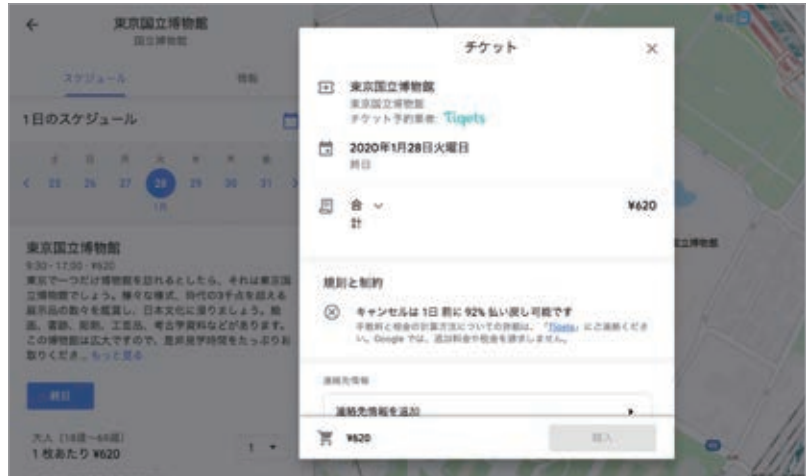 東京国立博物館
国立博物館
スケジュール
情報
1日のスケジュール
土 日 月 火 水 木 金
25 26 27 28 29 30 31
1月
東京国立博物館
9:30 - 17:00 · ¥620
東京で一つだけ博物館を訪れるとしたら、それは東京国
立博物館でしょう。様々な様式、時代の3千点を超える
展示品の数々を鑑賞し、日本文化に浸りましょう。絵
画、書跡、彫刻、工芸品、考古学資料などがあります。
この博物館は広大ですので、是非見学時間をたっぷりお
取りくださ… もっと見る
終日
大人 (18歳~69歳)
1 枚あたり ¥620
1
チケット
東京国立博物館
東京国立博物館
チケット予約業者: Tiqets
2020年1月28日火曜日
終日
合
計
¥620
規則と制約
キャンセルは 1日 前に 92% 払い戻し可能です
手数料と税金の計算方法についての詳細は、「Tiqets」にご連絡くださ
い。Google では、追加料金や税金を請求しません。
連絡先情報
連絡先情報を追加
¥620
購入
立博物館